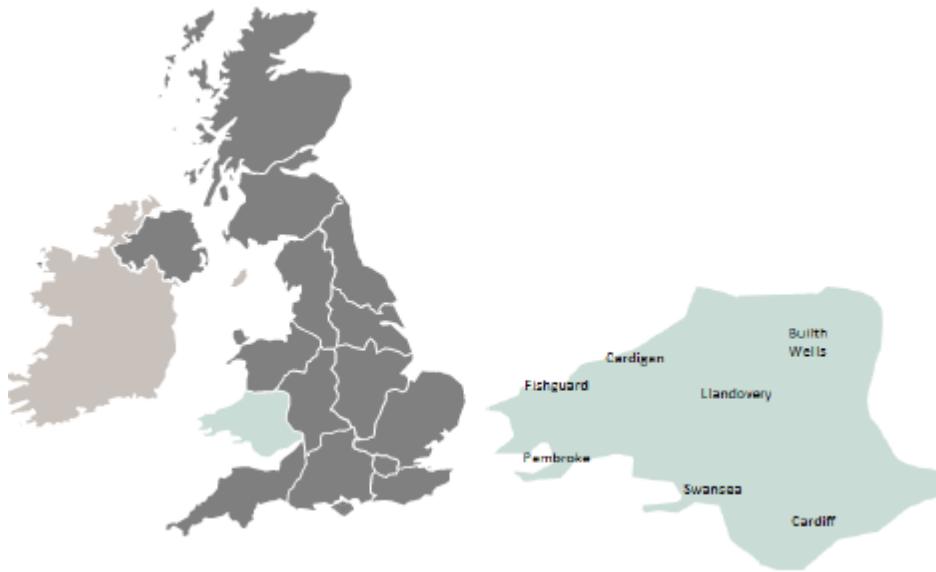 Builth
Wells
Cardigan
Fishguard
Llandovery
Pembroke
Swansea
Cardiff